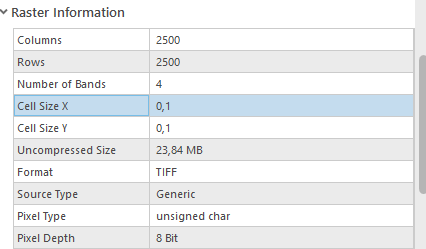 Raster Information
Columns 2500
Rows 2500
Number of Bands 4
Cell Size X 0,1
Cell Size Y 0,1
Uncompressed Size 23,84 MB
Format TIFF
Source Type Generic
Pixel Type unsigned char
Pixel Depth 8 Bit